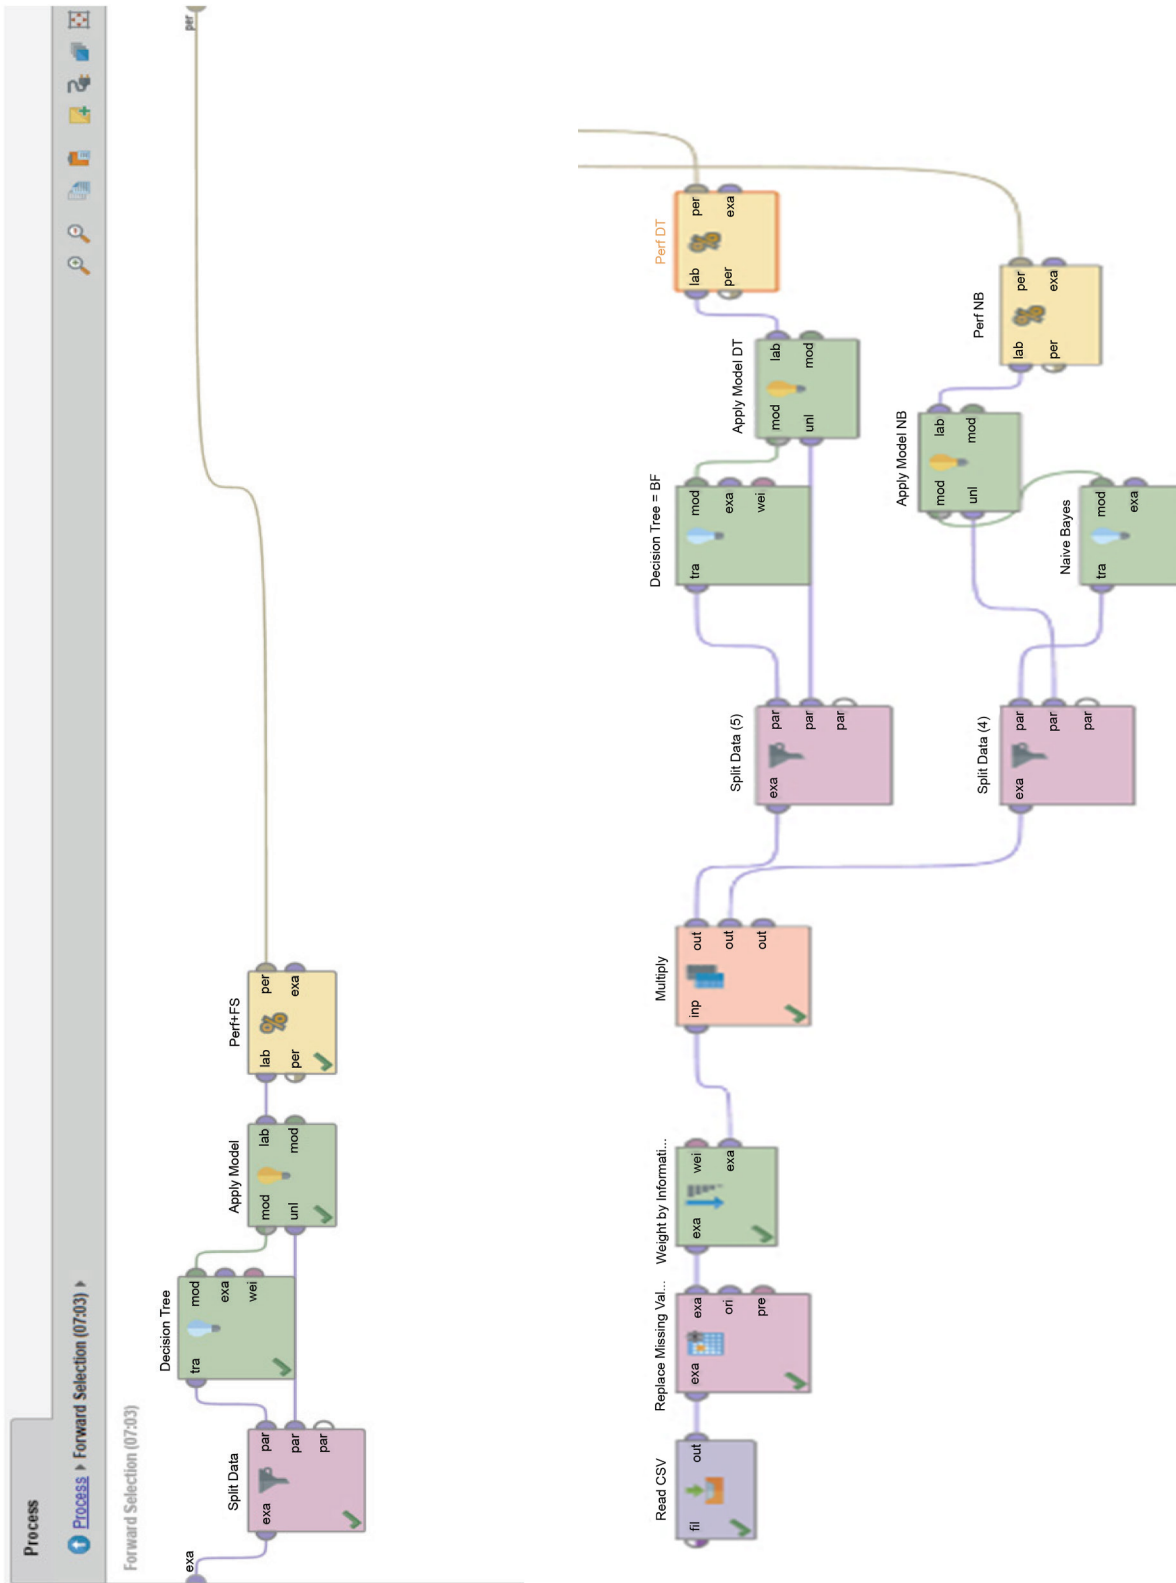 Process
Process ▸ Forward Selection (07:03) ▸
Forward Selection (07:03)
exa
per
Split Data
exa
par
par
par
Decision Tree
tra
mod
exa
wei
Apply Model
mod
unl
lab
mod
Perf+FS
lab
per
per
exa
Read CSV
fil
out
Replace Missing Val...
exa
exa
ori
pre
Weight by Informati...
exa
wei
exa
Multiply
inp
out
out
out
Split Data (5)
exa
par
par
par
Decision Tree = BF
tra
mod
exa
wei
Apply Model DT
mod
unl
lab
mod
Perf DT
lab
per
per
exa
Split Data (4)
exa
par
par
par
Naive Bayes
tra
mod
exa
Apply Model NB
mod
unl
lab
mod
Perf NB
lab
per
per
exa